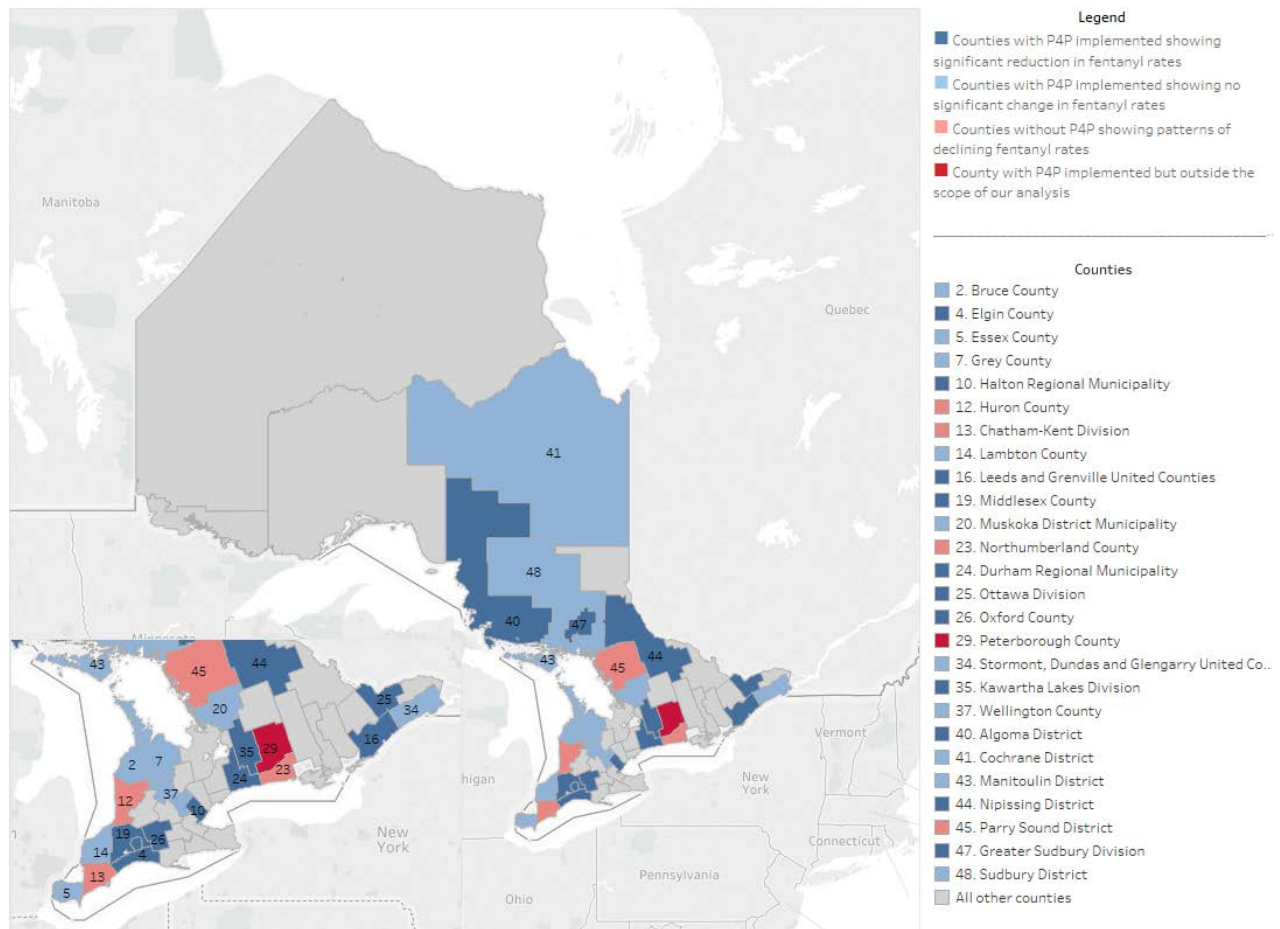 Legend
Counties with P4P implemented showing
significant reduction in fentanyl rates
Counties with P4P implemented showing no
significant change in fentanyl rates
Counties without P4P showing patterns of
declining fentanyl rates
County with P4P implemented but outside the
scope of our analysis
Counties
2. Bruce County
4. Elgin County
5. Essex County
7. Grey County
10. Halton Regional Municipality
12. Huron County
13. Chatham-Kent Division
14. Lambton County
16. Leeds and Grenville United Counties
19. Middlesex County
20. Muskoka District Municipality
23. Northumberland County
24. Durham Regional Municipality
25. Ottawa Division
26. Oxford County
29. Peterborough County
34. Stormont, Dundas and Glengarry United Co..
35. Kawartha Lakes Division
37. Wellington County
40. Algoma District
41. Cochrane District
43. Manitoulin District
44. Nipissing District
45. Parry Sound District
47. Greater Sudbury Division
48. Sudbury District
All other counties
Manitoba
Quebec
41
48
40
47
43
45
44
Vermont
higan
New
York
Connecticut
Pennsylvania
Ohio
43
45
44
20
25
34
2
7
35
29
16
24
23
12
37
10
19
26
14
4
13
5
New
York